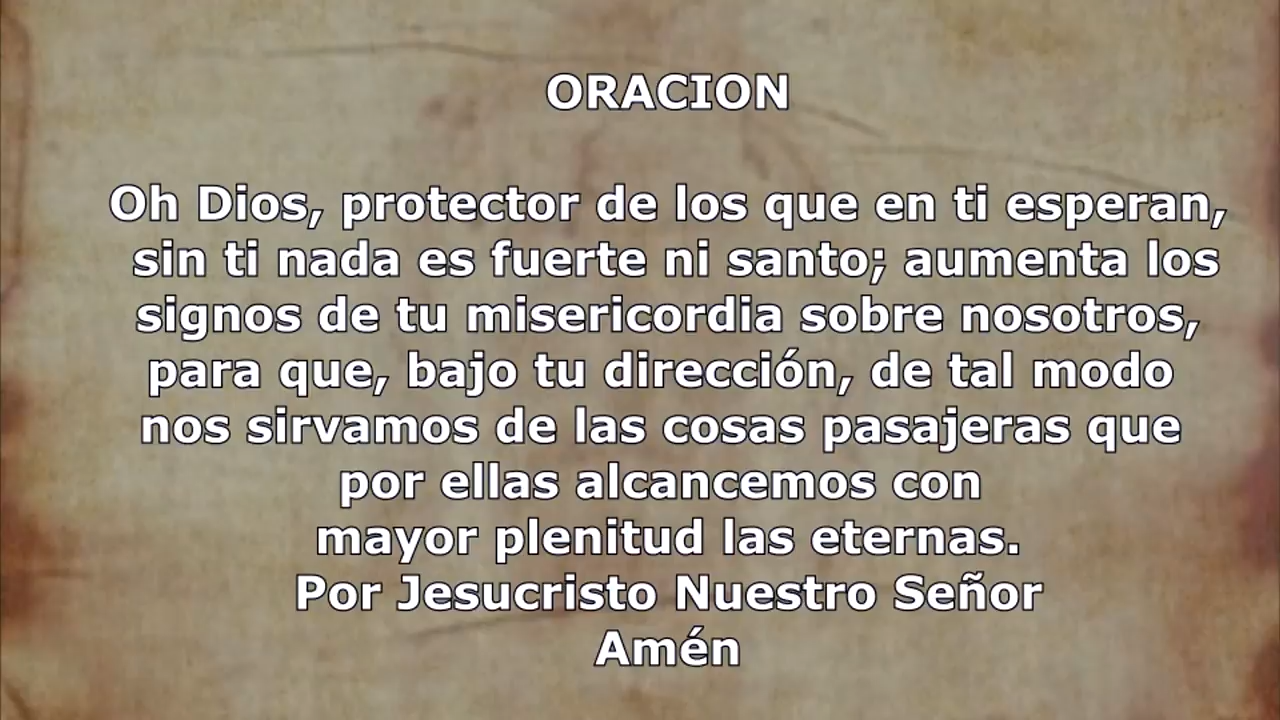 ORACION
Oh Dios, protector de los que en ti esperan,
sin ti nada es fuerte ni santo; aumenta los
signos de tu misericordia sobre nosotros,
para que, bajo tu dirección, de tal modo
nos sirvamos de las cosas pasajeras que
por ellas alcancemos con
mayor plenitud las eternas.
Por Jesucristo Nuestro Señor
Amén